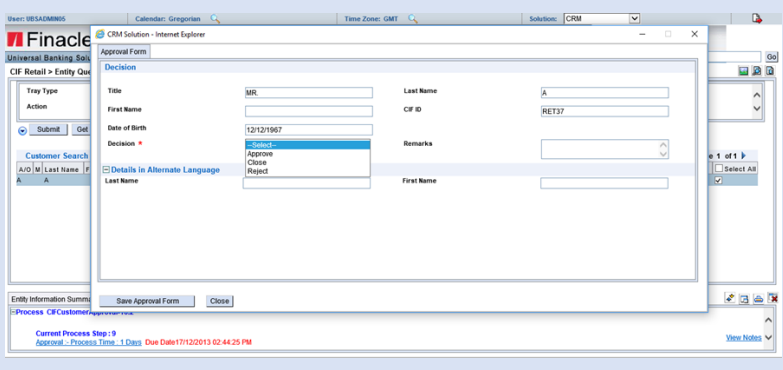 User: UBSADMIN05 Calendar: Gregorian Time Zone: GMT Solution: CRM
Finacle
Universal Banking Solu
Go
CIF Retail > Entity Que
CRM Solution - Internet Explorer
Approval Form
Decision
Tray Type
Action
Submit Get
Title MR. Last Name A
First Name CIF ID RET37
Date of Birth 12/12/1967
Decision * --Select-- Remarks
Approve
Close
Reject
Details in Alternate Language
Last Name First Name
Customer Search
e 1 of 1
A/O M Last Name F
Select All
A A
Save Approval Form Close
Entity Information Summa
Process CIFCustomerApproval
Current Process Step : 9
Approval :- Process Time : 1 Days Due Date17/12/2013 02:44:25 PM
View Notes